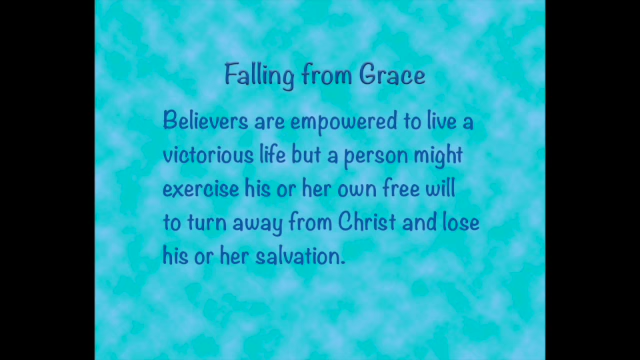 Falling from Grace
Believers are empowered to live a
victorious life but a person might
exercise his or her own free will
to turn away from Christ and lose
his or her salvation.